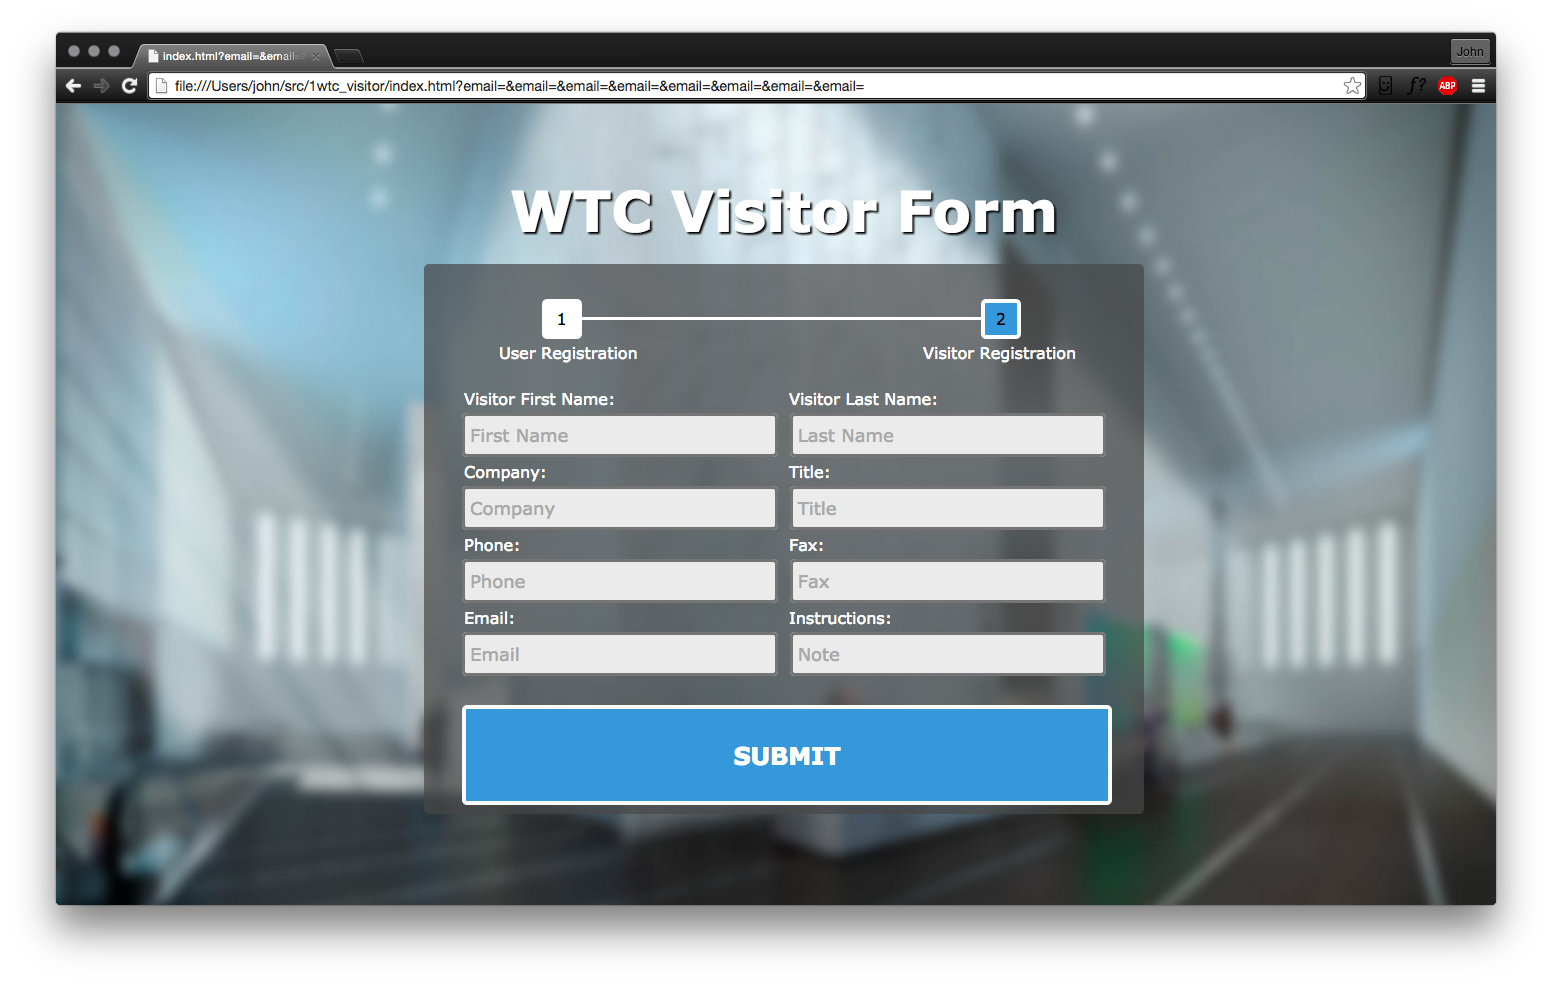 index.html?email=&email=
John
file:///Users/john/src/1wtc_visitor/index.html?email=&email=&email=&email=&email=&email=&email=&email=
f?
ABP
WTC Visitor Form
1
2
User Registration
Visitor Registration
Visitor First Name:
Visitor Last Name:
First Name
Last Name
Company:
Title:
Company
Title
Phone:
Fax:
Phone
Fax
Email:
Instructions:
Email
Note
SUBMIT